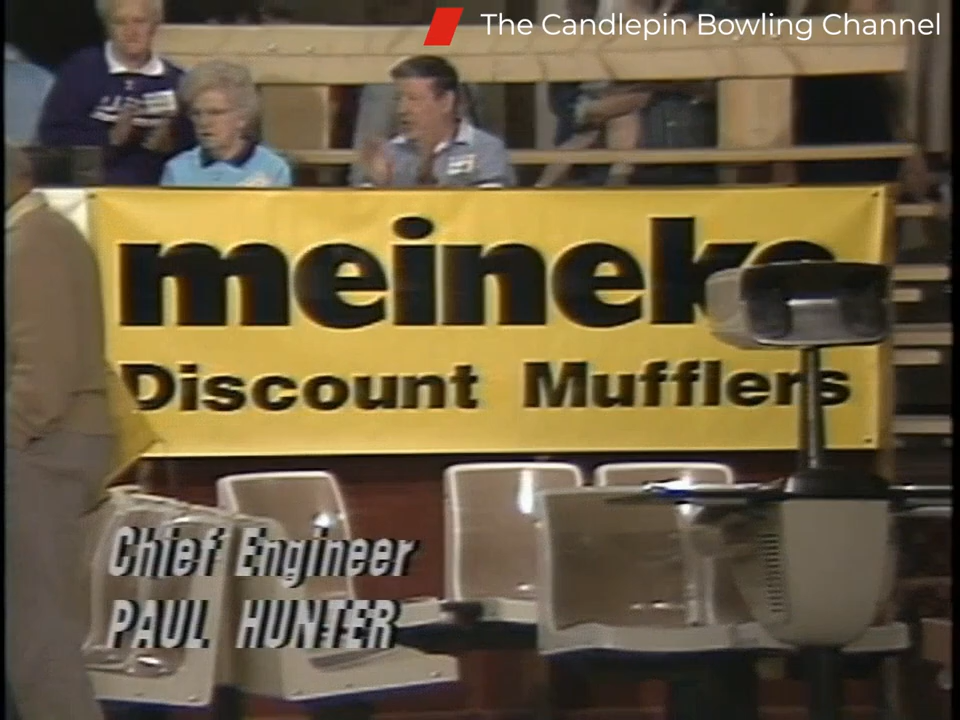 The Candlepin Bowling Channel
meineke
Discount Mufflers
Chief Engineer
PAUL HUNTER